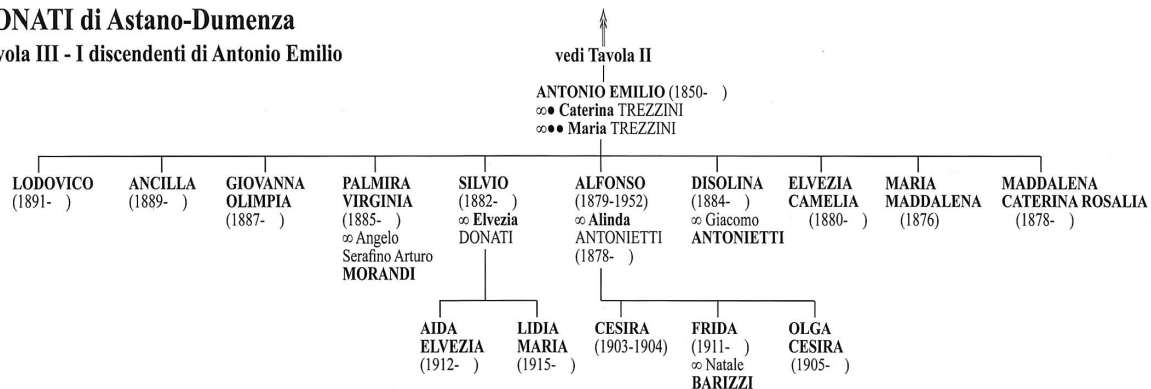 ONATI di Astano-Dumenza
vola III - I discendenti di Antonio Emilio
vedi Tavola II
ANTONIO EMILIO (1850- )
∞● Caterina TREZZINI
∞●● Maria TREZZINI
LODOVICO
(1891- )
ANCILLA
(1889- )
GIOVANNA
OLIMPIA
(1887- )
PALMIRA
VIRGINIA
(1885- )
∞ Angelo
Serafino Arturo
MORANDI
SILVIO
(1882- )
∞ Elvezia
DONATI
ALFONSO
(1879-1952)
∞ Alinda
ANTONIETTI
(1878- )
DISOLINA
(1884- )
∞ Giacomo
ANTONIETTI
ELVEZIA
CAMELIA
(1880- )
MARIA
MADDALENA
(1876)
MADDALENA
CATERINA ROSALIA
(1878- )
AIDA
ELVEZIA
(1912- )
LIDIA
MARIA
(1915- )
CESIRA
(1903-1904)
FRIDA
(1911- )
∞ Natale
BARIZZI
OLGA
CESIRA
(1905- )